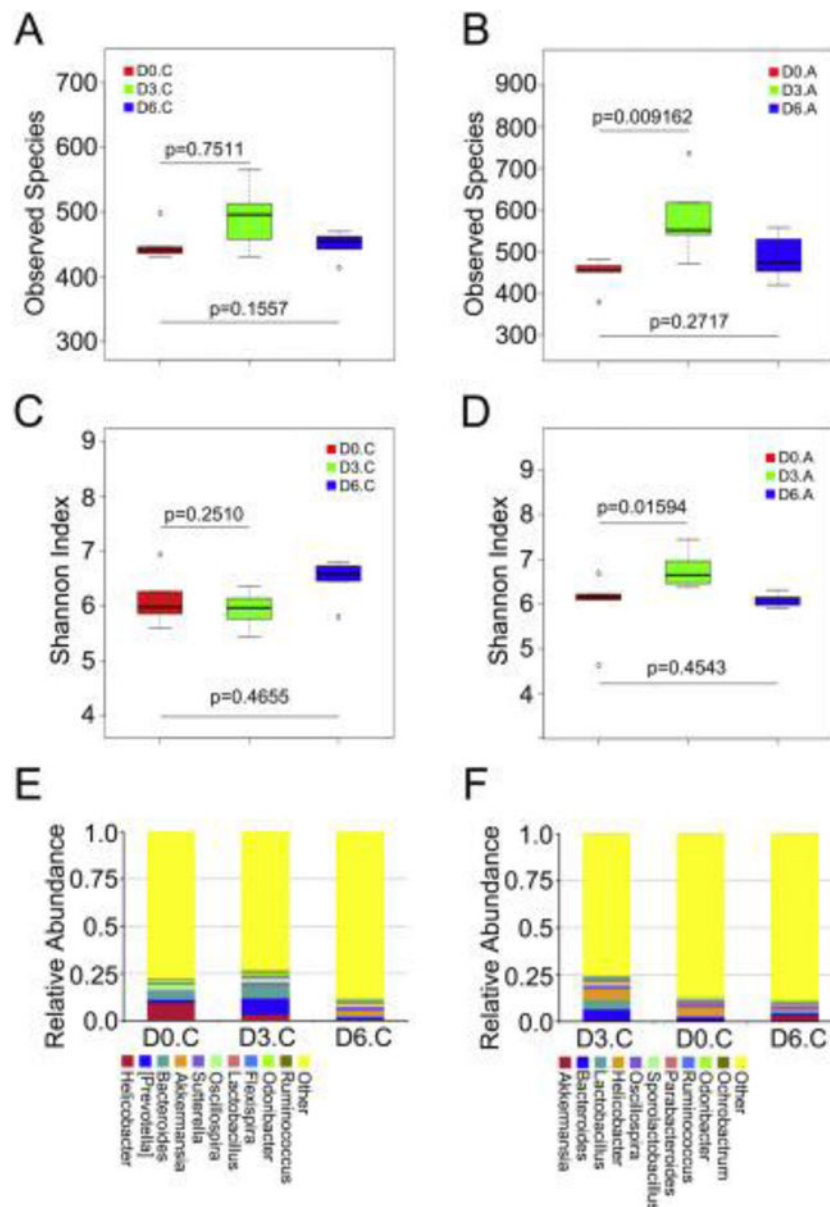 A
Observed Species
700
600
500
400
300
D0.C
D3.C
D6.C
p=0.7511
p=0.1557
B
Observed Species
900
800
700
600
500
400
300
D0.A
D3.A
D6.A
p=0.009162
p=0.2717
C
Shannon Index
9
8
7
6
5
4
D0.C
D3.C
D6.C
p=0.2510
p=0.4655
D
Shannon Index
9
8
7
6
5
4
D0.A
D3.A
D6.A
p=0.01594
p=0.4543
E
Relative Abundance
1.0
0.75
0.5
0.25
0.0
D0.C
D3.C
D6.C
Helicobacter
[Prevotella]
Bacteroides
Akkermansia
Sutterella
Oscillospira
Lactobacillus
Flexispira
Odoribacter
Ruminococcus
Other
F
Relative Abundance
1.0
0.75
0.5
0.25
0.0
D3.C
D0.C
D6.C
Akkermansia
Bacteroides
Lactobacillus
Helicobacter
Oscillospira
Sporolactobacillus
Parabacteroides
Ruminococcus
Odoribacter
Ochrobactrum
Other